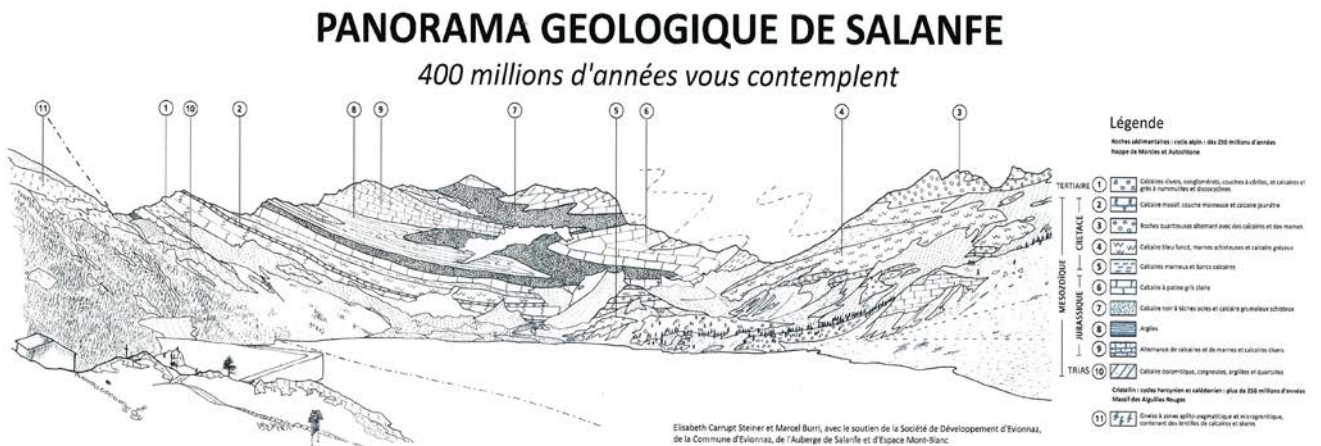 PANORAMA GEOLOGIQUE DE SALANFE
400 millions d'années vous contemplent
11 1 10 2 8 9 7 5 6 4 3
Légende
Roches sédimentaires : cycle alpin : dès 250 millions d'années
Nappe de Morcles et Autochtone
TERTIAIRE
MESOZOIQUE
CRETACE
JURASSIQUE
TRIAS
1 Calcaires divers, conglomérats, couches à cérites, et calcaires et
grès à nummulites et discocyclines
2 Calcaire massif, couche marneuse et calcaire jaunâtre
3 Roches quartzeuses alternant avec des calcaires et des marnes
4 Calcaire bleu foncé, marnes schisteuses et calcaire gréseux
5 Calcaires marneux et bancs calcaires
6 Calcaire à patine gris claire
7 Calcaire noir à tâches ocres et calcaire grumeleux schisteux
8 Argiles
9 Alternance de calcaires et de marnes et calcaires divers
10 Calcaire dolomitique, corgneules, argilites et quartzites
Cristallin : cycles hercynien et calédonien : plus de 250 millions d'années
Massif des Aiguilles Rouges
11 Gneiss à zones aplito-pegmatitique et microgranitique,
contenant des lentilles de calcaires et skarns
Elisabeth Carrupt Steiner et Marcel Burri, avec le soutien de la Société de Développement d'Evionnaz,
de la Commune d'Evionnaz, de l'Auberge de Salanfe et d'Espace Mont-Blanc